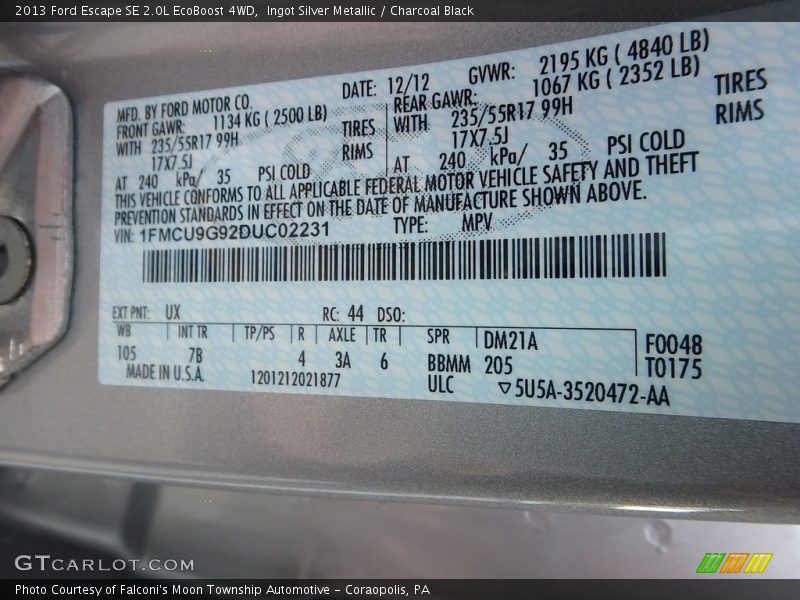 2013 Ford Escape SE 2.0L EcoBoost 4WD, Ingot Silver Metallic / Charcoal Black
MFD. BY FORD MOTOR CO. DATE: 12/12 GVWR: 2195 KG ( 4840 LB)
FRONT GAWR: 1134 KG ( 2500 LB) REAR GAWR: 1067 KG ( 2352 LB)
WITH 235/55R17 99H TIRES WITH 235/55R17 99H TIRES
17X7.5J RIMS 17X7.5J RIMS
AT 240 kPa/ 35 PSI COLD AT 240 kPa/ 35 PSI COLD
THIS VEHICLE CONFORMS TO ALL APPLICABLE FEDERAL MOTOR VEHICLE SAFETY AND THEFT
PREVENTION STANDARDS IN EFFECT ON THE DATE OF MANUFACTURE SHOWN ABOVE.
VIN: 1FMCU9G92DUC02231 TYPE: MPV
EXT PNT: UX RC: 44 DSO:
WB INT TR TP/PS R AXLE TR SPR DM21A F0048
105 7B 4 3A 6 BBMM 205 T0175
MADE IN U.S.A. 1201212021877 ULC ▽5U5A-3520472-AA
GTCARLOT.COM
Photo Courtesy of Falconi's Moon Township Automotive - Coraopolis, PA